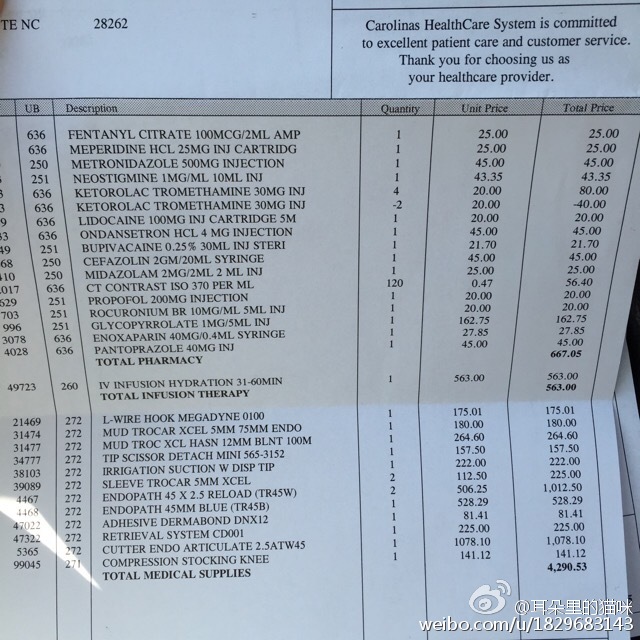 TE NC 28262
Carolinas HealthCare System is committed
to excellent patient care and customer service.
Thank you for choosing us as
your healthcare provider.
UB Description Quantity Unit Price Total Price
636 FENTANYL CITRATE 100MCG/2ML AMP 1 25.00 25.00
636 MEPERIDINE HCL 25MG INJ CARTRIDG 1 25.00 25.00
250 METRONIDAZOLE 500MG INJECTION 1 45.00 45.00
251 NEOSTIGMINE 1MG/ML 10ML INJ 1 43.35 43.35
3 636 KETOROLAC TROMETHAMINE 30MG INJ 4 20.00 80.00
3 636 KETOROLAC TROMETHAMINE 30MG INJ -2 20.00 -40.00
9 636 LIDOCAINE 100MG INJ CARTRIDGE 5M 1 20.00 20.00
33 636 ONDANSETRON HCL 4 MG INJECTION 1 45.00 45.00
49 251 BUPIVACAINE 0.25% 30ML INJ STERI 1 21.70 21.70
68 250 CEFAZOLIN 2GM/20ML SYRINGE 1 45.00 45.00
410 250 MIDAZOLAM 2MG/2ML 2 ML INJ 1 25.00 25.00
017 636 CT CONTRAST ISO 370 PER ML 120 0.47 56.40
629 251 PROPOFOL 200MG INJECTION 1 20.00 20.00
703 251 ROCURONIUM BR 10MG/ML 5ML INJ 1 20.00 20.00
996 251 GLYCOPYRROLATE 1MG/5ML INJ 1 162.75 162.75
3078 636 ENOXAPARIN 40MG/0.4ML SYRINGE 1 27.85 27.85
4028 636 PANTOPRAZOLE 40MG INJ 1 45.00 45.00
TOTAL PHARMACY 667.05
49723 260 IV INFUSION HYDRATION 31-60MIN 1 563.00 563.00
TOTAL INFUSION THERAPY 563.00
21469 272 L-WIRE HOOK MEGADYNE 0100 1 175.01 175.01
31474 272 MUD TROCAR XCEL 5MM 75MM ENDO 1 180.00 180.00
31477 272 MUD TROC XCL HASN 12MM BLNT 100M 1 264.60 264.60
34777 272 TIP SCISSOR DETACH MINI 565-3152 1 157.50 157.50
38103 272 IRRIGATION SUCTION W DISP TIP 1 222.00 222.00
39089 272 SLEEVE TROCAR 5MM XCEL 2 112.50 225.00
4467 272 ENDOPATH 45 X 2.5 RELOAD (TR45W) 2 506.25 1,012.50
4468 272 ENDOPATH 45MM BLUE (TR45B) 1 528.29 528.29
47022 272 ADHESIVE DERMABOND DNX12 1 81.41 81.41
47322 272 RETRIEVAL SYSTEM CD001 1 225.00 225.00
5365 272 CUTTER ENDO ARTICULATE 2.5ATW45 1 1078.10 1,078.10
99045 271 COMPRESSION STOCKING KNEE 1 141.12 141.12
TOTAL MEDICAL SUPPLIES 4,290.53
@耳朵里的猫咪
weibo.com/u/1829683143